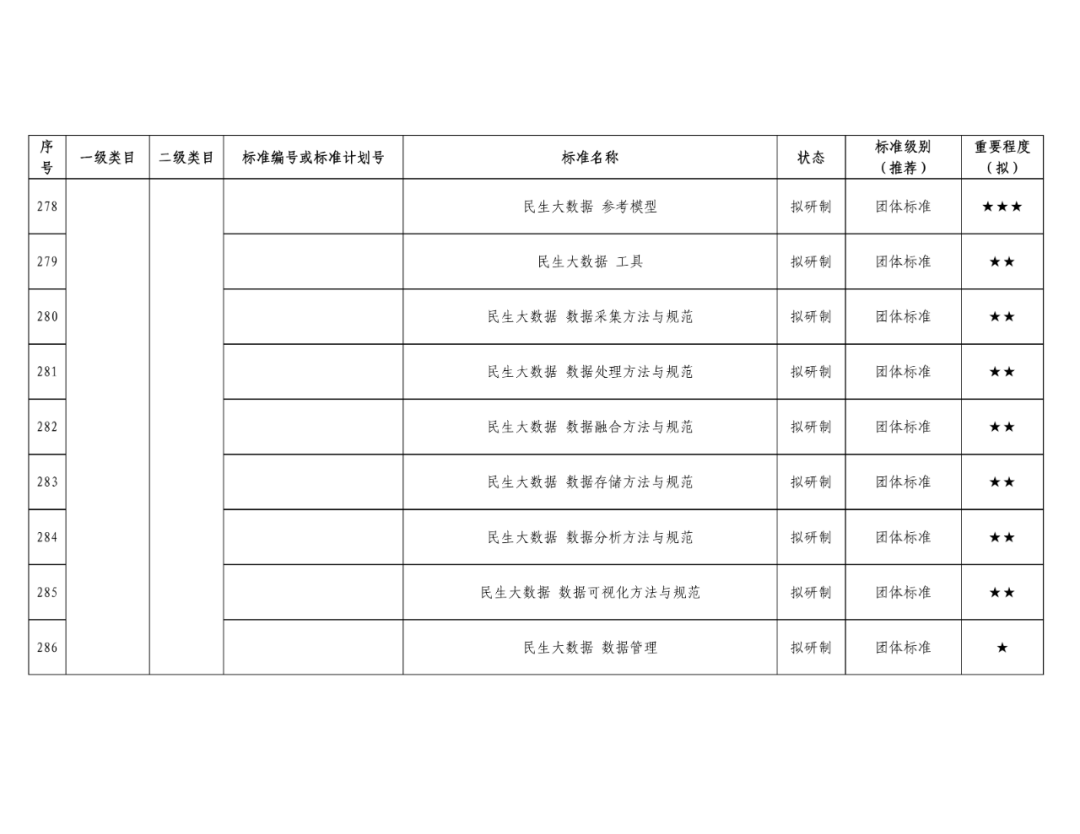 序号 一级类目 二级类目 标准编号或标准计划号 标准名称 状态 标准级别（推荐） 重要程度（拟）
278 民生大数据 参考模型 拟研制 团体标准 ★★★
279 民生大数据 工具 拟研制 团体标准 ★★
280 民生大数据 数据采集方法与规范 拟研制 团体标准 ★★
281 民生大数据 数据处理方法与规范 拟研制 团体标准 ★★
282 民生大数据 数据融合方法与规范 拟研制 团体标准 ★★
283 民生大数据 数据存储方法与规范 拟研制 团体标准 ★★
284 民生大数据 数据分析方法与规范 拟研制 团体标准 ★★
285 民生大数据 数据可视化方法与规范 拟研制 团体标准 ★★
286 民生大数据 数据管理 拟研制 团体标准 ★